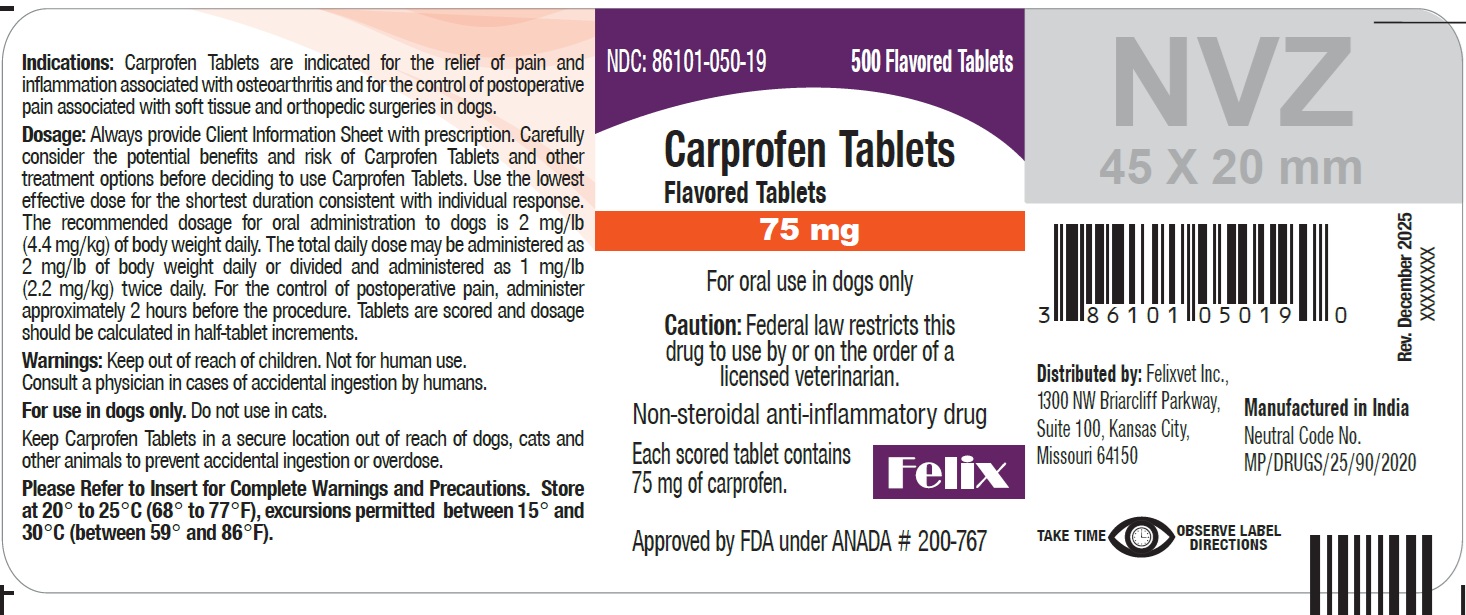 Indications: Carprofen Tablets are indicated for the relief of pain and
inflammation associated with osteoarthritis and for the control of postoperative
pain associated with soft tissue and orthopedic surgeries in dogs.
Dosage: Always provide Client Information Sheet with prescription. Carefully
consider the potential benefits and risk of Carprofen Tablets and other
treatment options before deciding to use Carprofen Tablets. Use the lowest
effective dose for the shortest duration consistent with individual response.
The recommended dosage for oral administration to dogs is 2 mg/lb
(4.4 mg/kg) of body weight daily. The total daily dose may be administered as
2 mg/lb of body weight daily or divided and administered as 1 mg/lb
(2.2 mg/kg) twice daily. For the control of postoperative pain, administer
approximately 2 hours before the procedure. Tablets are scored and dosage
should be calculated in half-tablet increments.
Warnings: Keep out of reach of children. Not for human use.
Consult a physician in cases of accidental ingestion by humans.
For use in dogs only. Do not use in cats.
Keep Carprofen Tablets in a secure location out of reach of dogs, cats and
other animals to prevent accidental ingestion or overdose.
Please Refer to Insert for Complete Warnings and Precautions. Store
at 20° to 25°C (68° to 77°F), excursions permitted between 15° and
30°C (between 59° and 86°F).
NDC: 86101-050-19 500 Flavored Tablets
Carprofen Tablets
Flavored Tablets
75 mg
For oral use in dogs only
Caution: Federal law restricts this
drug to use by or on the order of a
licensed veterinarian.
Non-steroidal anti-inflammatory drug
Each scored tablet contains
75 mg of carprofen.
Felix
Approved by FDA under ANADA # 200-767
NVZ
45 X 20 mm
3 86101 05019 0
Rev. December 2025
XXXXXXXX
Distributed by: Felixvet Inc.,
1300 NW Briarcliff Parkway,
Suite 100, Kansas City,
Missouri 64150
Manufactured in India
Neutral Code No.
MP/DRUGS/25/90/2020
TAKE TIME
OBSERVE LABEL
DIRECTIONS